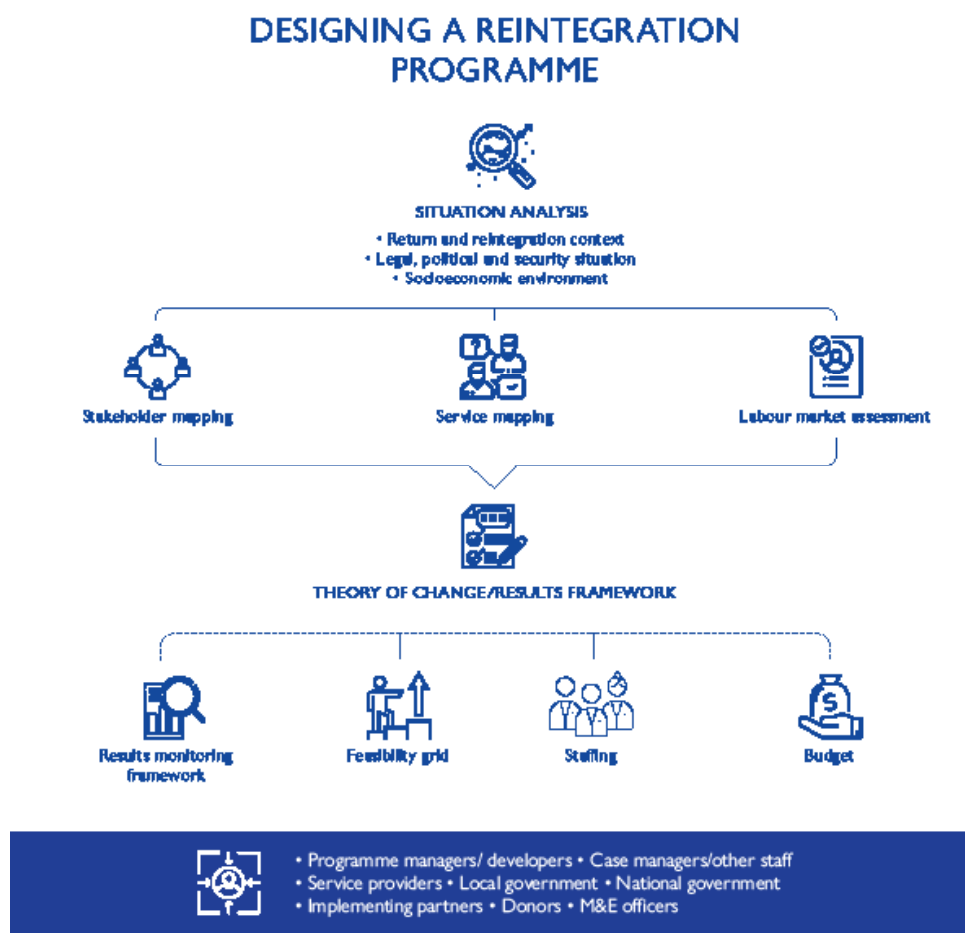 DESIGNING A REINTEGRATION
PROGRAMME
SITUATION ANALYSIS
• Return and reintegration context
• Legal, political and security situation
• Socioeconomic environment
Stakeholder mapping
Service mapping
Labour market assessment
THEORY OF CHANGE/RESULTS FRAMEWORK
Results monitoring
framework
Feasibility grid
Staffing
Budget
• Programme managers/ developers • Case managers/other staff
• Service providers • Local government • National government
• Implementing partners • Donors • M&E officers